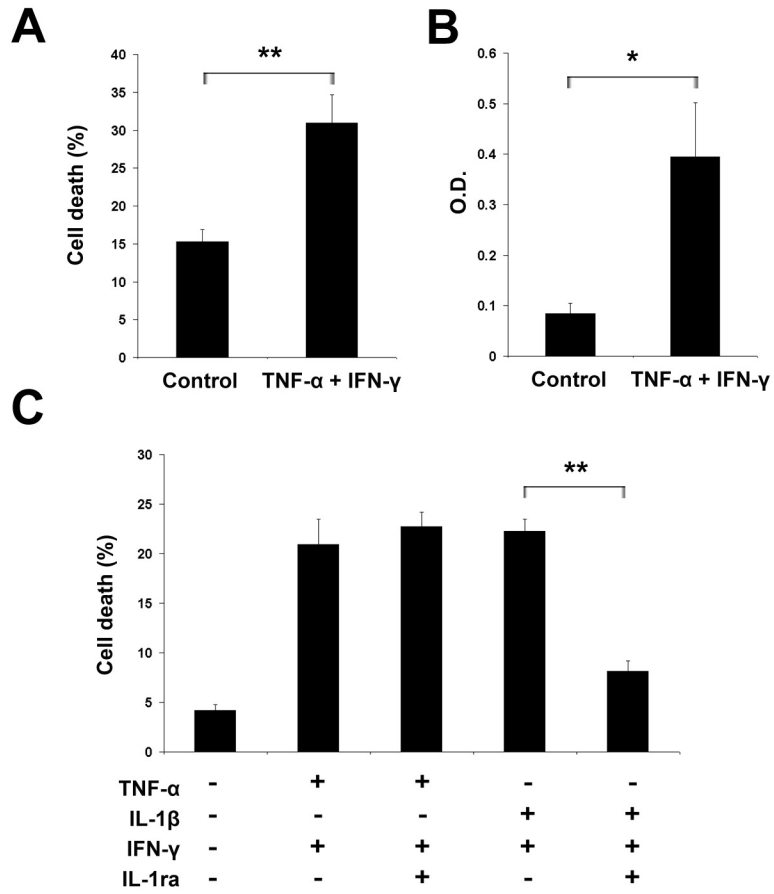 A
**
40
35
30
25
20
15
10
5
0
Cell death (%)
Control TNF-α + IFN-γ
B
*
0.6
0.5
0.4
0.3
0.2
0.1
0
O.D.
Control TNF-α + IFN-γ
C
**
30
25
20
15
10
5
0
Cell death (%)
TNF-α - + + - -
IL-1β - - - + +
IFN-γ - + + + +
IL-1ra - - + - +